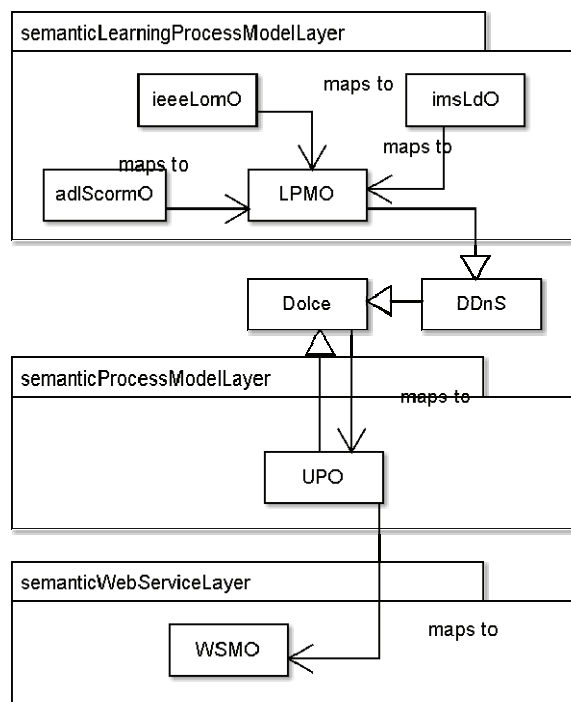 semanticLearningProcessModelLayer
ieeeLomO
maps to
imsLdO
maps to
maps to
adlScormO
LPMO
Dolce
DDnS
semanticProcessModelLayer
maps to
UPO
semanticWebServiceLayer
maps to
WSMO